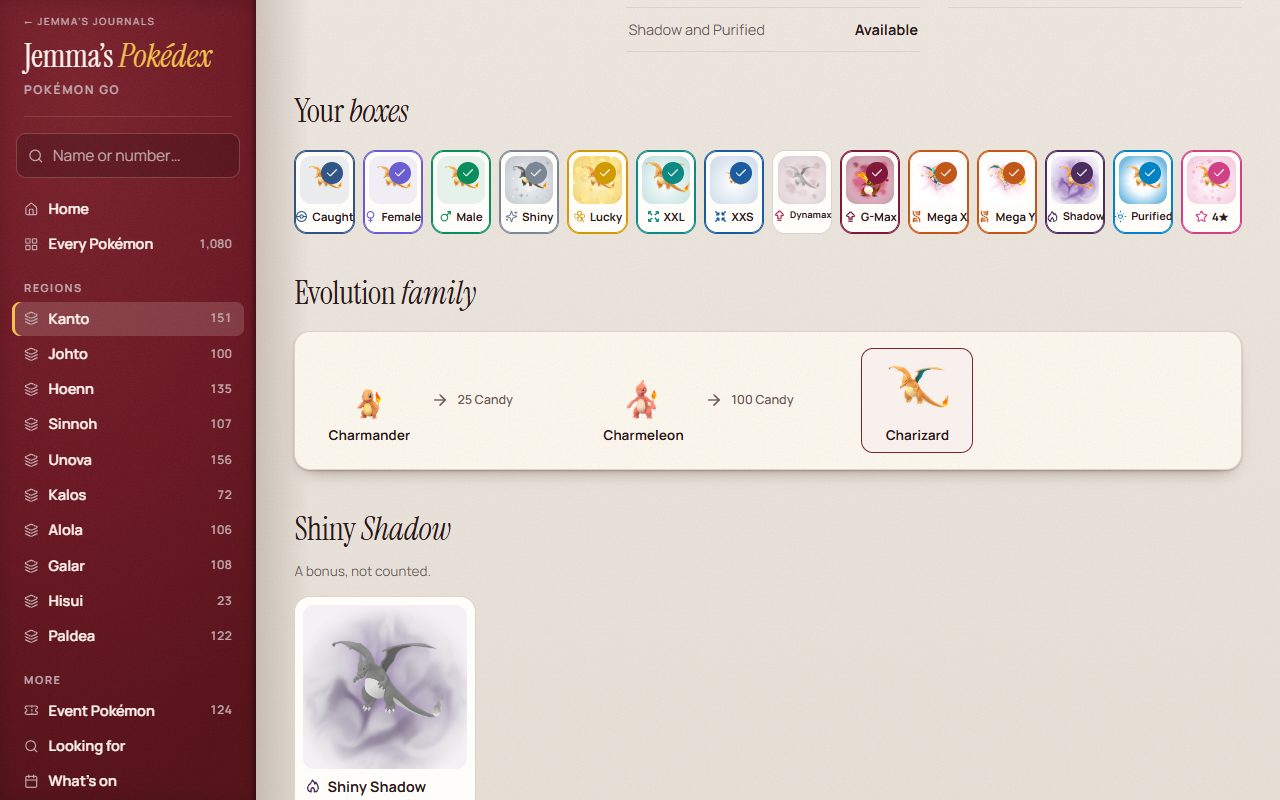 ← JEMMA'S JOURNALS
Jemma's Pokédex
POKÉMON GO
Name or number...
Home
Every Pokémon 1,080
REGIONS
Kanto 151
Johto 100
Hoenn 135
Sinnoh 107
Unova 156
Kalos 72
Alola 106
Galar 108
Hisui 23
Paldea 122
MORE
Event Pokémon 124
Looking for
What's on
Shadow and Purified Available
Your boxes
Caught Female Male Shiny Lucky XXL XXS Dynamax G-Max Mega X Mega Y Shadow Purified 4★
Evolution family
→ 25 Candy → 100 Candy
Charmander Charmeleon Charizard
Shiny Shadow
A bonus, not counted.
Shiny Shadow